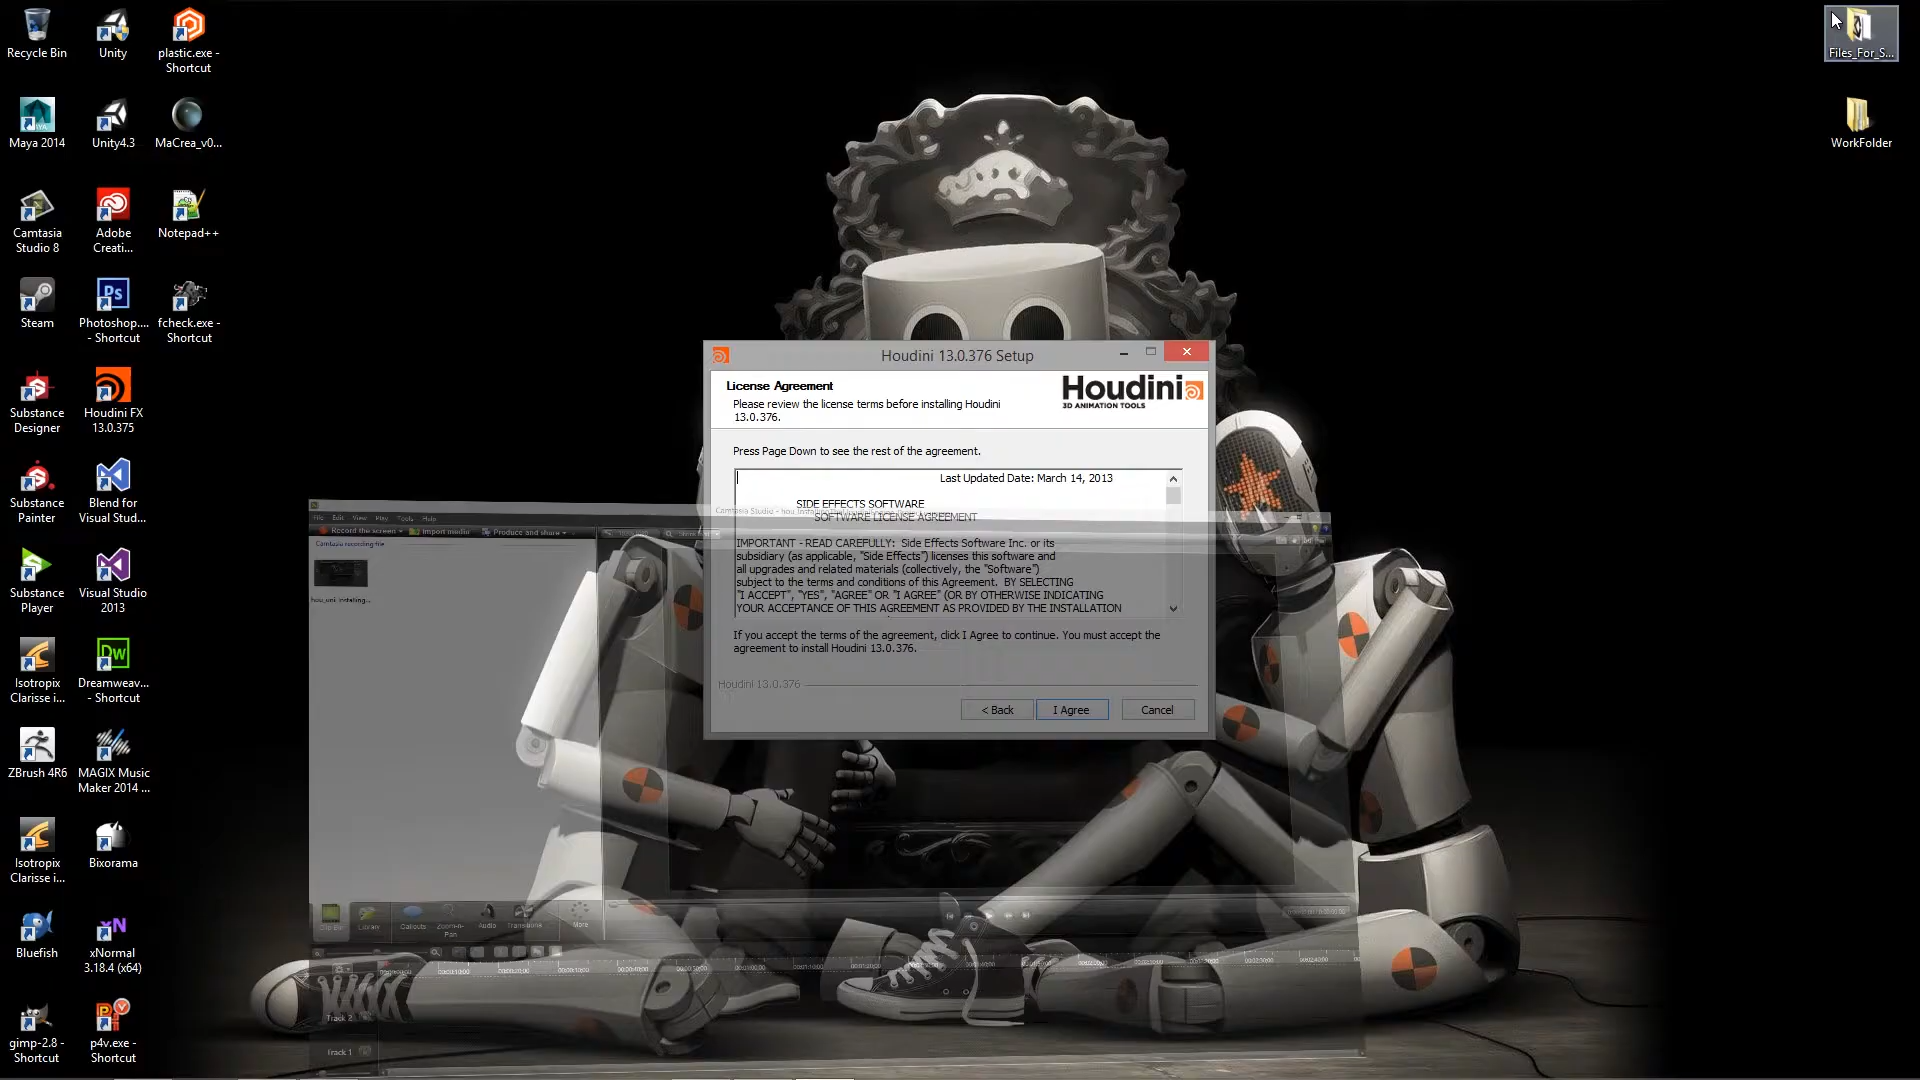 Recycle Bin
Unity
plastic.exe -
Shortcut
Files_For_S...
Maya 2014
Unity4.3
MaCrea_v0...
WorkFolder
Camtasia
Studio 8
Adobe
Creati...
Notepad++
Steam
Photoshop....
- Shortcut
fcheck.exe -
Shortcut
Substance
Designer
Houdini FX
13.0.375
Substance
Painter
Blend for
Visual Stud...
Substance
Player
Visual Studio
2013
Isotropix
Clarisse i...
Dreamweav...
- Shortcut
ZBrush 4R6
MAGIX Music
Maker 2014 ...
Isotropix
Clarisse i...
Bixorama
Bluefish
xNormal
3.18.4 (x64)
gimp-2.8 -
Shortcut
p4v.exe -
Shortcut
Houdini 13.0.376 Setup
License Agreement
Please review the license terms before installing Houdini
13.0.376.
Houdini
3D ANIMATION TOOLS
Press Page Down to see the rest of the agreement.
Last Updated Date: March 14, 2013
SIDE EFFECTS SOFTWARE
SOFTWARE LICENSE AGREEMENT
IMPORTANT - READ CAREFULLY: Side Effects Software Inc. or its
subsidiary (as applicable, "Side Effects") licenses this software and
all upgrades and related materials (collectively, the "Software")
subject to the terms and conditions of this Agreement. BY SELECTING
"I ACCEPT", "YES", "AGREE" OR "I AGREE" (OR BY OTHERWISE INDICATING
YOUR ACCEPTANCE OF THIS AGREEMENT AS PROVIDED BY THE INSTALLATION
If you accept the terms of the agreement, click I Agree to continue. You must accept the
agreement to install Houdini 13.0.376.
Houdini 13.0.376
< Back
I Agree
Cancel
File Edit View Play Tools Help
Record the screen
Import media
Produce and share
Camtasia recording file
Clip Bin
Library
Callouts
Zoom-n-
Pan
Audio
Transitions
More
Track 2
Track 1